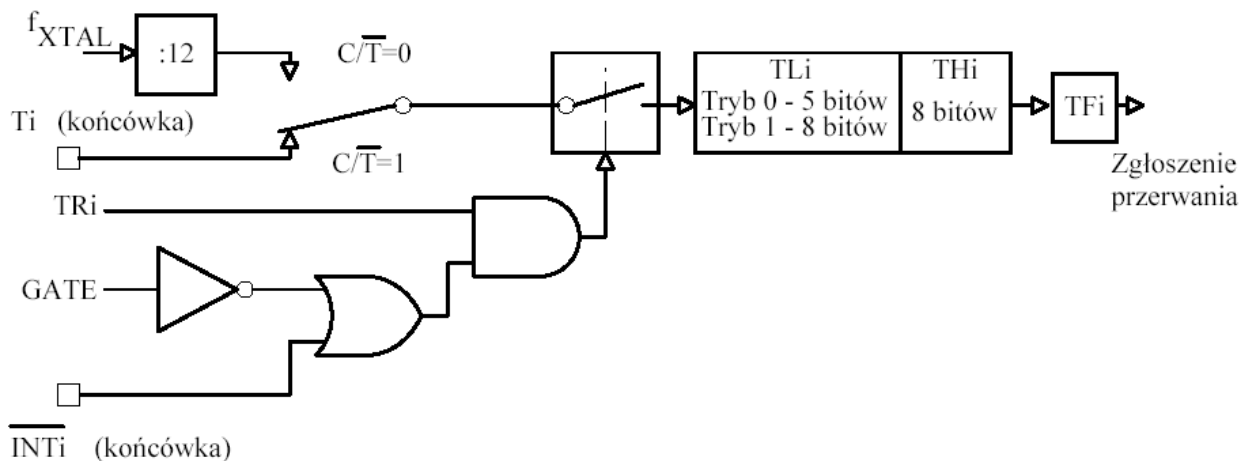 fXTAL
:12
C/T̅=0
Ti (końcówka)
C/T̅=1
TLi
Tryb 0 - 5 bitów
Tryb 1 - 8 bitów
THi
8 bitów
TFi
Zgłoszenie
przerwania
TRi
GATE
I̅N̅T̅i̅ (końcówka)